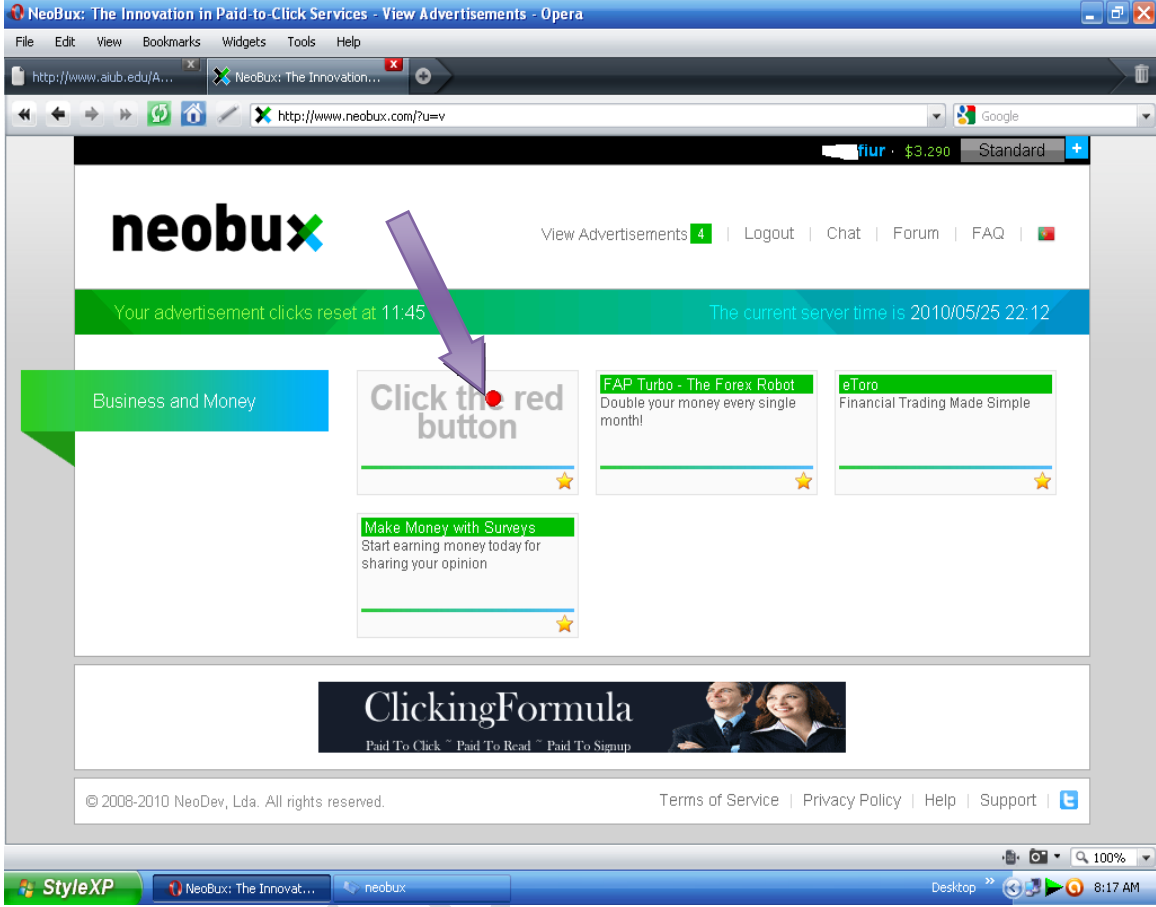 NeoBux: The Innovation in Paid-to-Click Services - View Advertisements - Opera
File Edit View Bookmarks Widgets Tools Help
http://www.aiub.edu/A... NeoBux: The Innovation...
http://www.neobux.com/?u=v Google
fiur · $3.290 Standard +
neobux
View Advertisements 4 | Logout | Chat | Forum | FAQ |
Your advertisement clicks reset at 11:45 The current server time is 2010/05/25 22:12
Business and Money
Click the red
button
FAP Turbo - The Forex Robot
Double your money every single
month!
eToro
Financial Trading Made Simple
Make Money with Surveys
Start earning money today for
sharing your opinion
ClickingFormula
Paid To Click ~ Paid To Read ~ Paid To Signup
© 2008-2010 NeoDev, Lda. All rights reserved. Terms of Service | Privacy Policy | Help | Support |
100%
StyleXP NeoBux: The Innovat... neobux Desktop » 8:17 AM